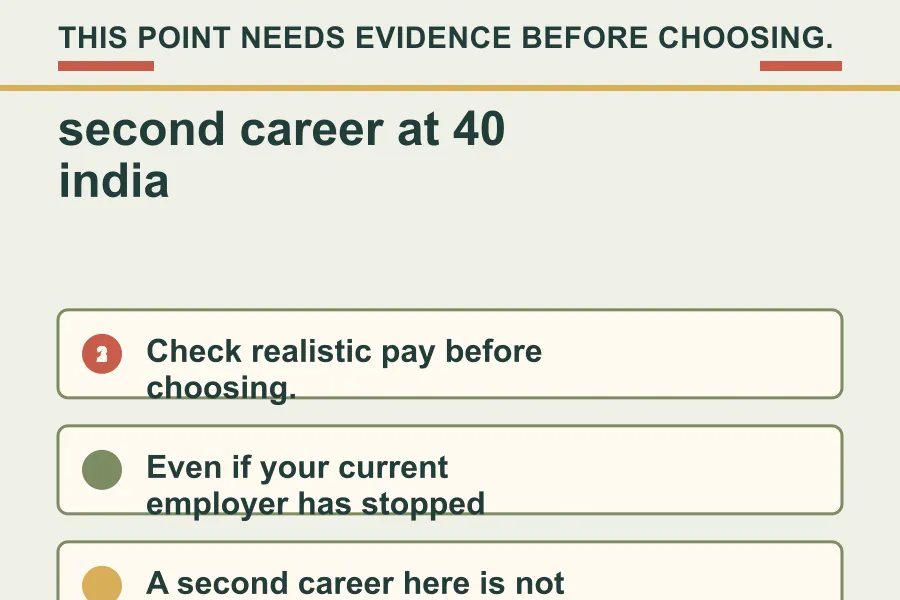 THIS POINT NEEDS EVIDENCE BEFORE CHOOSING.
second career at 40
india
Check realistic pay before
choosing.
Even if your current
employer has stopped
A second career here is not